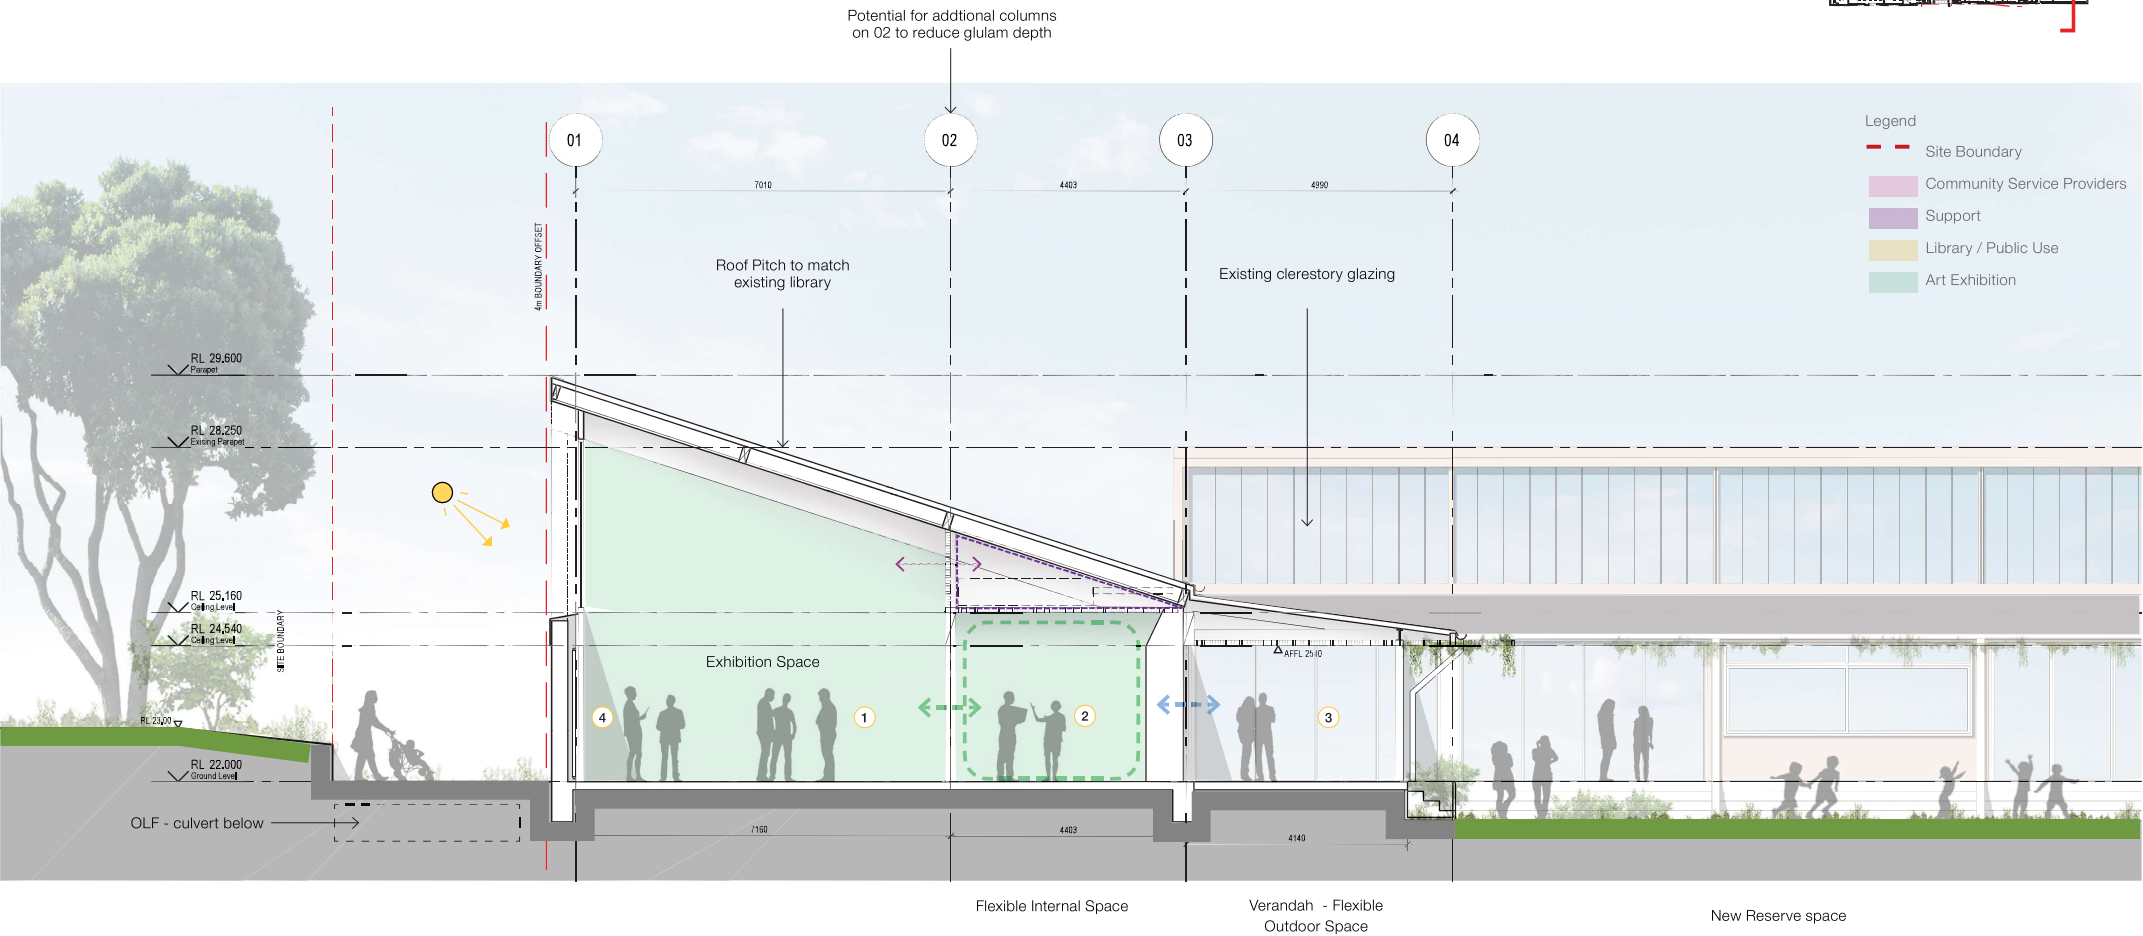 Potential for addtional columns
on 02 to reduce glulam depth
01
02
03
04
7010
4403
4990
4m BOUNDARY OFFSET
Roof Pitch to match
existing library
Existing clerestory glazing
Legend
Site Boundary
Community Service Providers
Support
Library / Public Use
Art Exhibition
RL 29.600
Parapet
RL 28.250
Existing Parapet
RL 25.160
Ceiling Level
RL 24.540
Ceiling Level
SITE BOUNDARY
AFFL 2540
Exhibition Space
4
1
2
3
RL 23.00
RL 22.000
Ground Level
OLF - culvert below
7160
4403
4140
Flexible Internal Space
Verandah - Flexible
Outdoor Space
New Reserve space